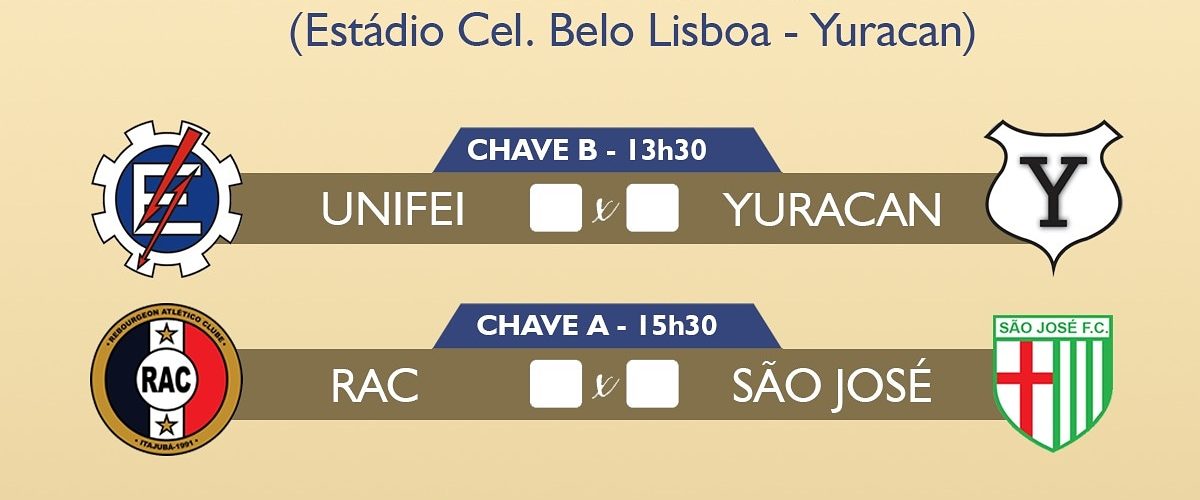 (Estádio Cel. Belo Lisboa - Yuracan)
CHAVE B - 13h30
E
UNIFEI x YURACAN
Y
CHAVE A - 15h30
REBOURGEON ATLÉTICO CLUBE
RAC
ITAJUBÁ-1991
RAC x SÃO JOSÉ
SÃO JOSÉ F.C.